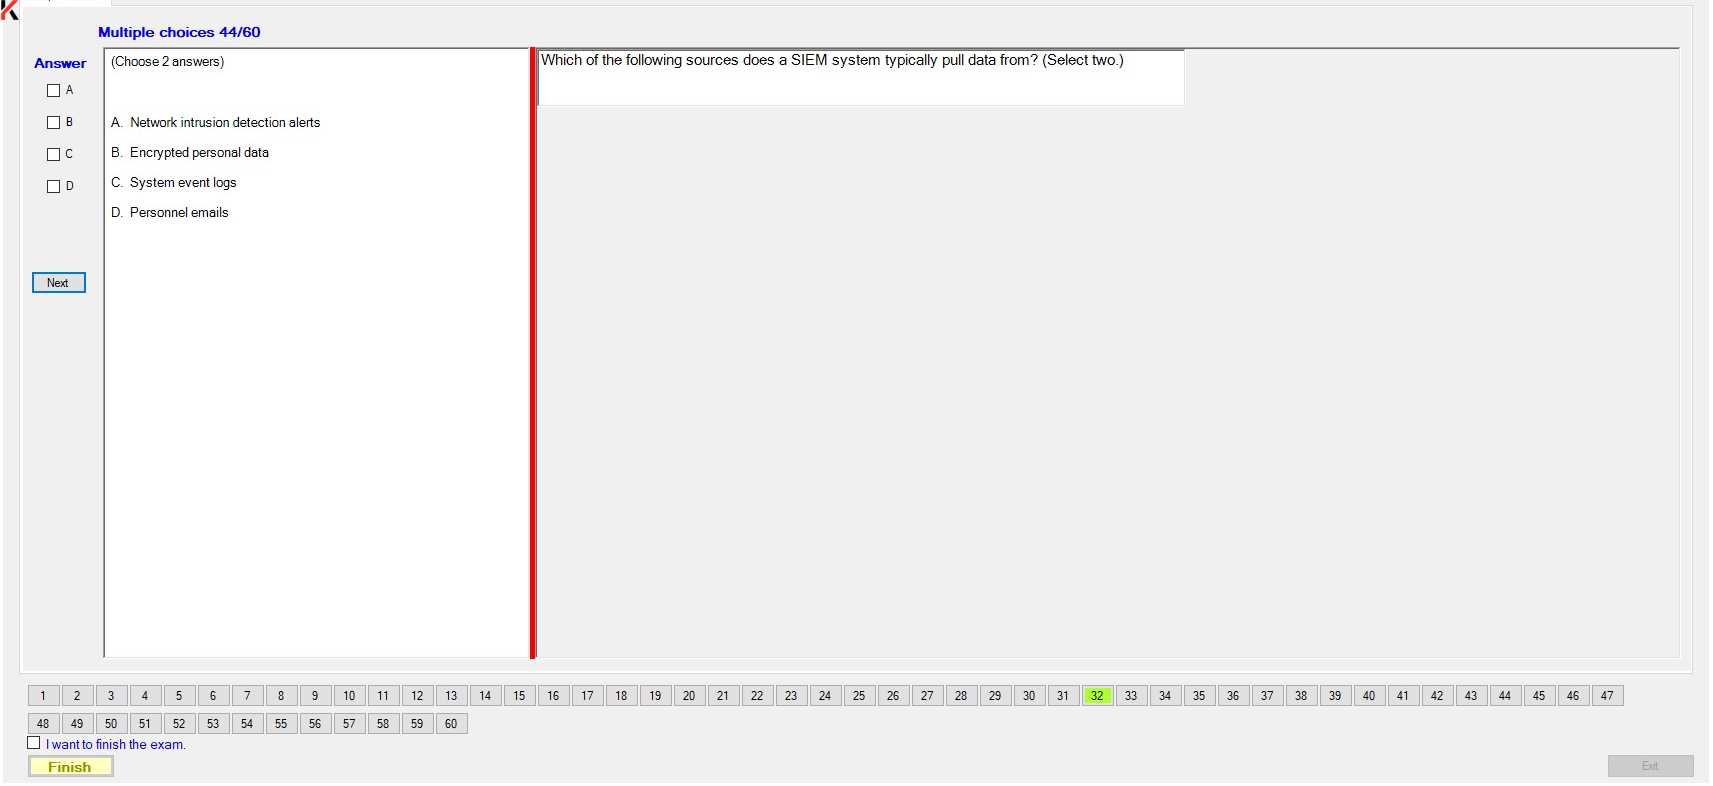 Multiple choices 44/60
Answer
A
B
C
D
Next
(Choose 2 answers)
A. Network intrusion detection alerts
B. Encrypted personal data
C. System event logs
D. Personnel emails
Which of the following sources does a SIEM system typically pull data from? (Select two.)
1 2 3 4 5 6 7 8 9 10 11 12 13 14 15 16 17 18 19 20 21 22 23 24 25 26 27 28 29 30 31 32 33 34 35 36 37 38 39 40 41 42 43 44 45 46 47
48 49 50 51 52 53 54 55 56 57 58 59 60
I want to finish the exam.
Finish
Exit